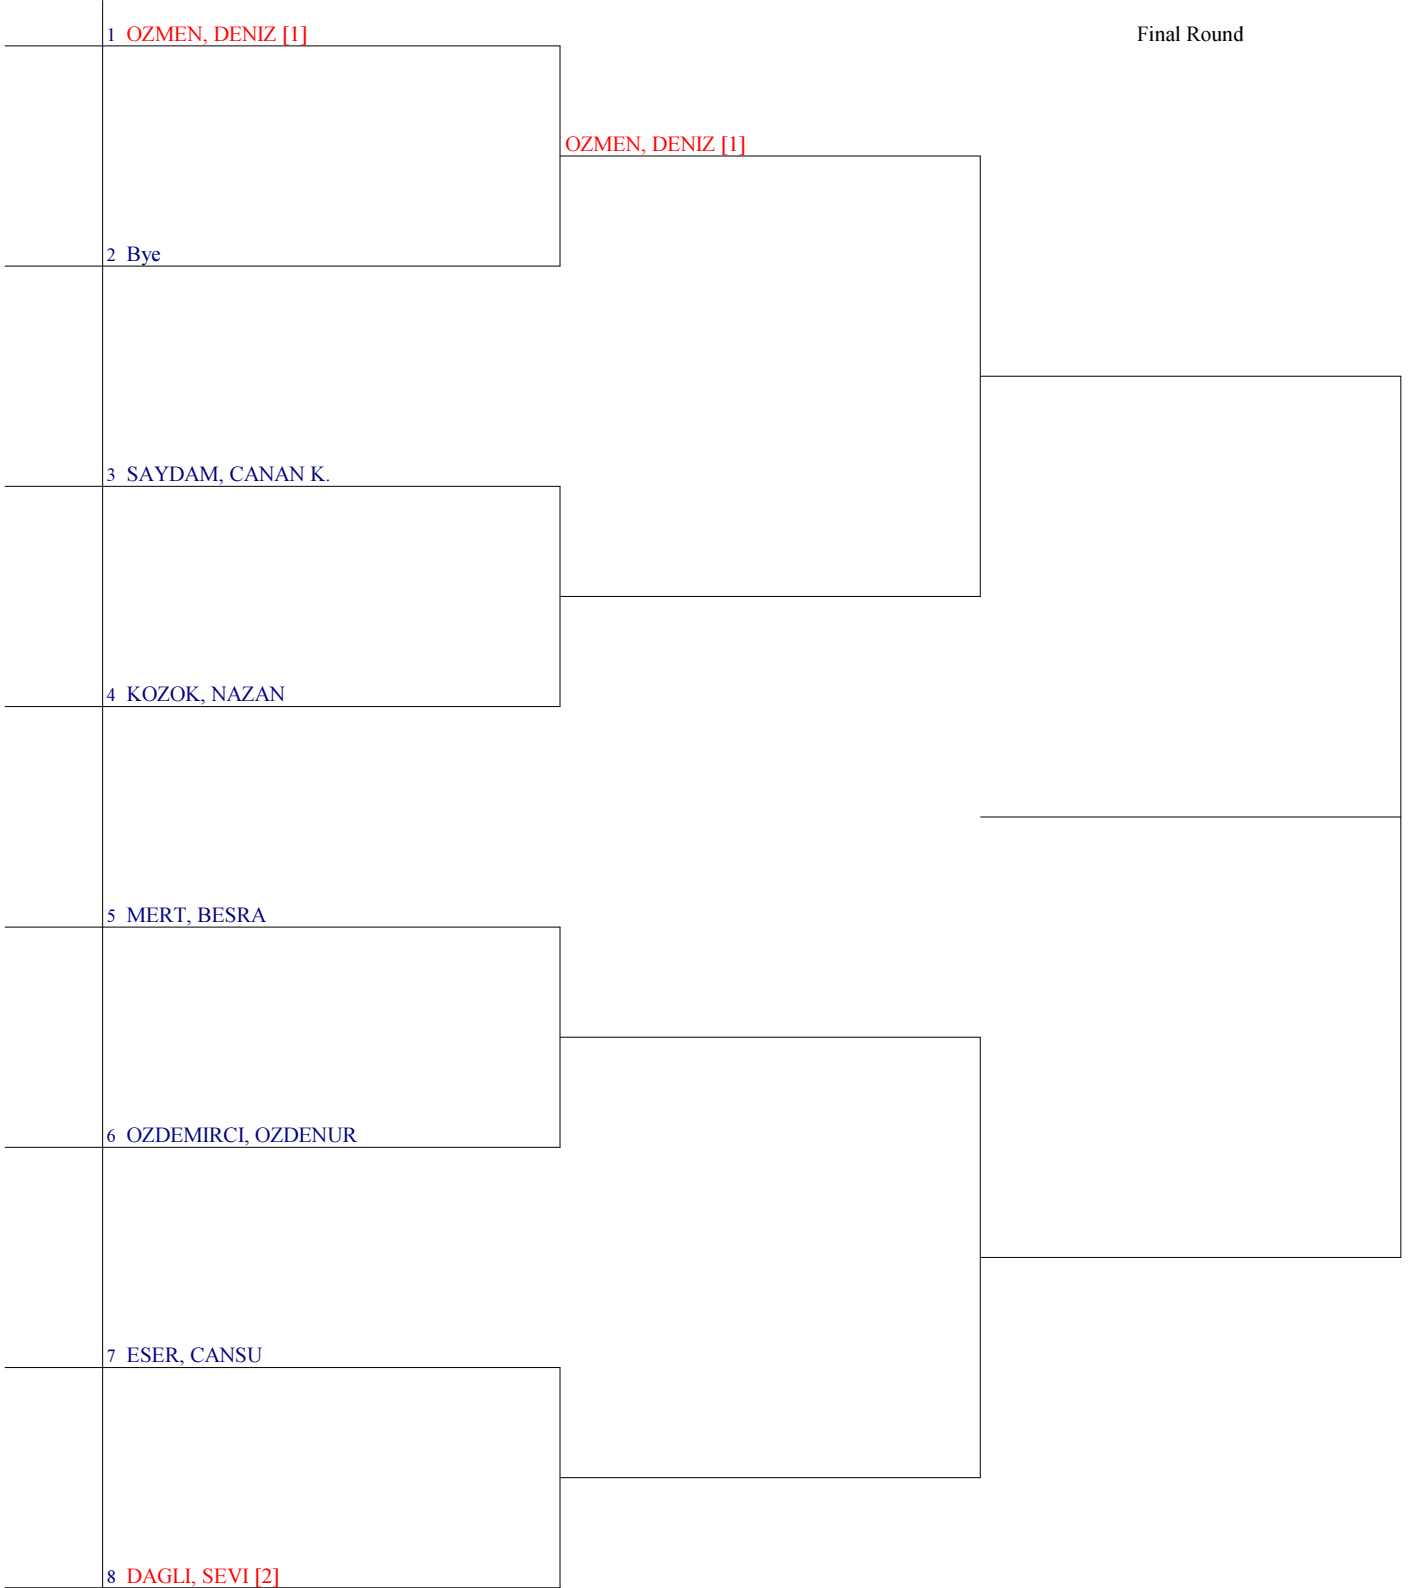 1 OZMEN, DENIZ [1]
Final Round
OZMEN, DENIZ [1]
2 Bye
3 SAYDAM, CANAN K.
4 KOZOK, NAZAN
5 MERT, BESRA
6 OZDEMIRCI, OZDENUR
7 ESER, CANSU
8 DAGLI, SEVI [2]